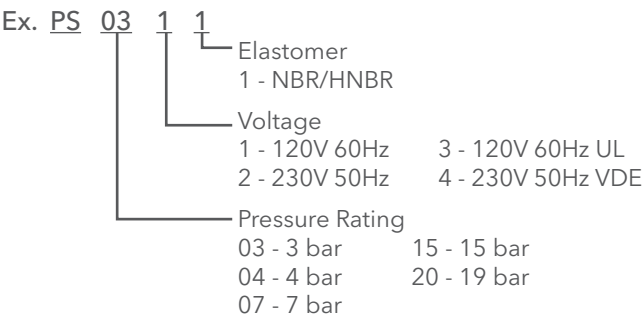 Ex. PS 03 1 1
Elastomer
1 - NBR/HNBR
Voltage
1 - 120V 60Hz 3 - 120V 60Hz UL
2 - 230V 50Hz 4 - 230V 50Hz VDE
Pressure Rating
03 - 3 bar 15 - 15 bar
04 - 4 bar 20 - 19 bar
07 - 7 bar